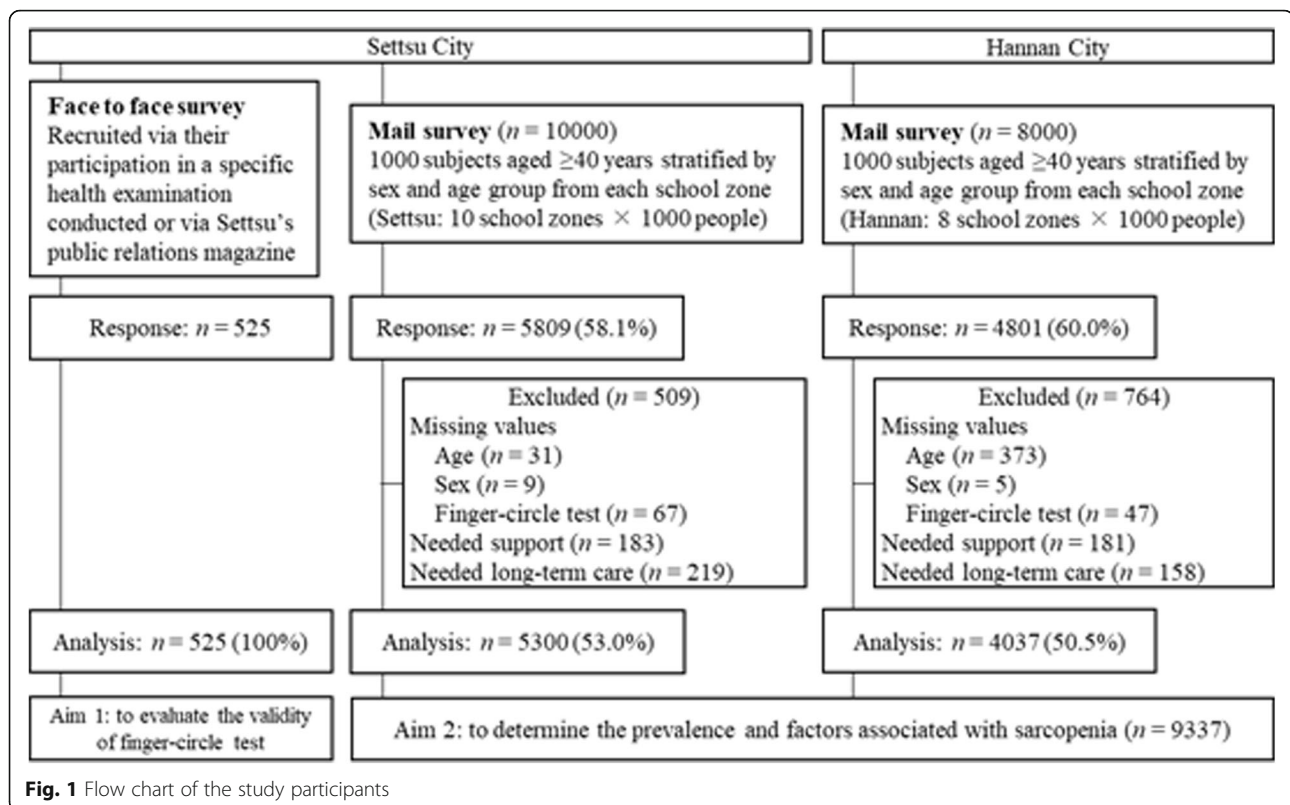 Settsu City
Hannan City
Face to face survey
Recruited via their
participation in a specific
health examination
conducted or via Settsu's
public relations magazine
Mail survey (n = 10000)
1000 subjects aged ≥40 years stratified by
sex and age group from each school zone
(Settsu: 10 school zones × 1000 people)
Mail survey (n = 8000)
1000 subjects aged ≥40 years stratified by
sex and age group from each school zone
(Hannan: 8 school zones × 1000 people)
Response: n = 525
Response: n = 5809 (58.1%)
Response: n = 4801 (60.0%)
Excluded (n = 509)
Missing values
Age (n = 31)
Sex (n = 9)
Finger-circle test (n = 67)
Needed support (n = 183)
Needed long-term care (n = 219)
Excluded (n = 764)
Missing values
Age (n = 373)
Sex (n = 5)
Finger-circle test (n = 47)
Needed support (n = 181)
Needed long-term care (n = 158)
Analysis: n = 525 (100%)
Analysis: n = 5300 (53.0%)
Analysis: n = 4037 (50.5%)
Aim 1: to evaluate the validity
of finger-circle test
Aim 2: to determine the prevalence and factors associated with sarcopenia (n = 9337)
Fig. 1 Flow chart of the study participants